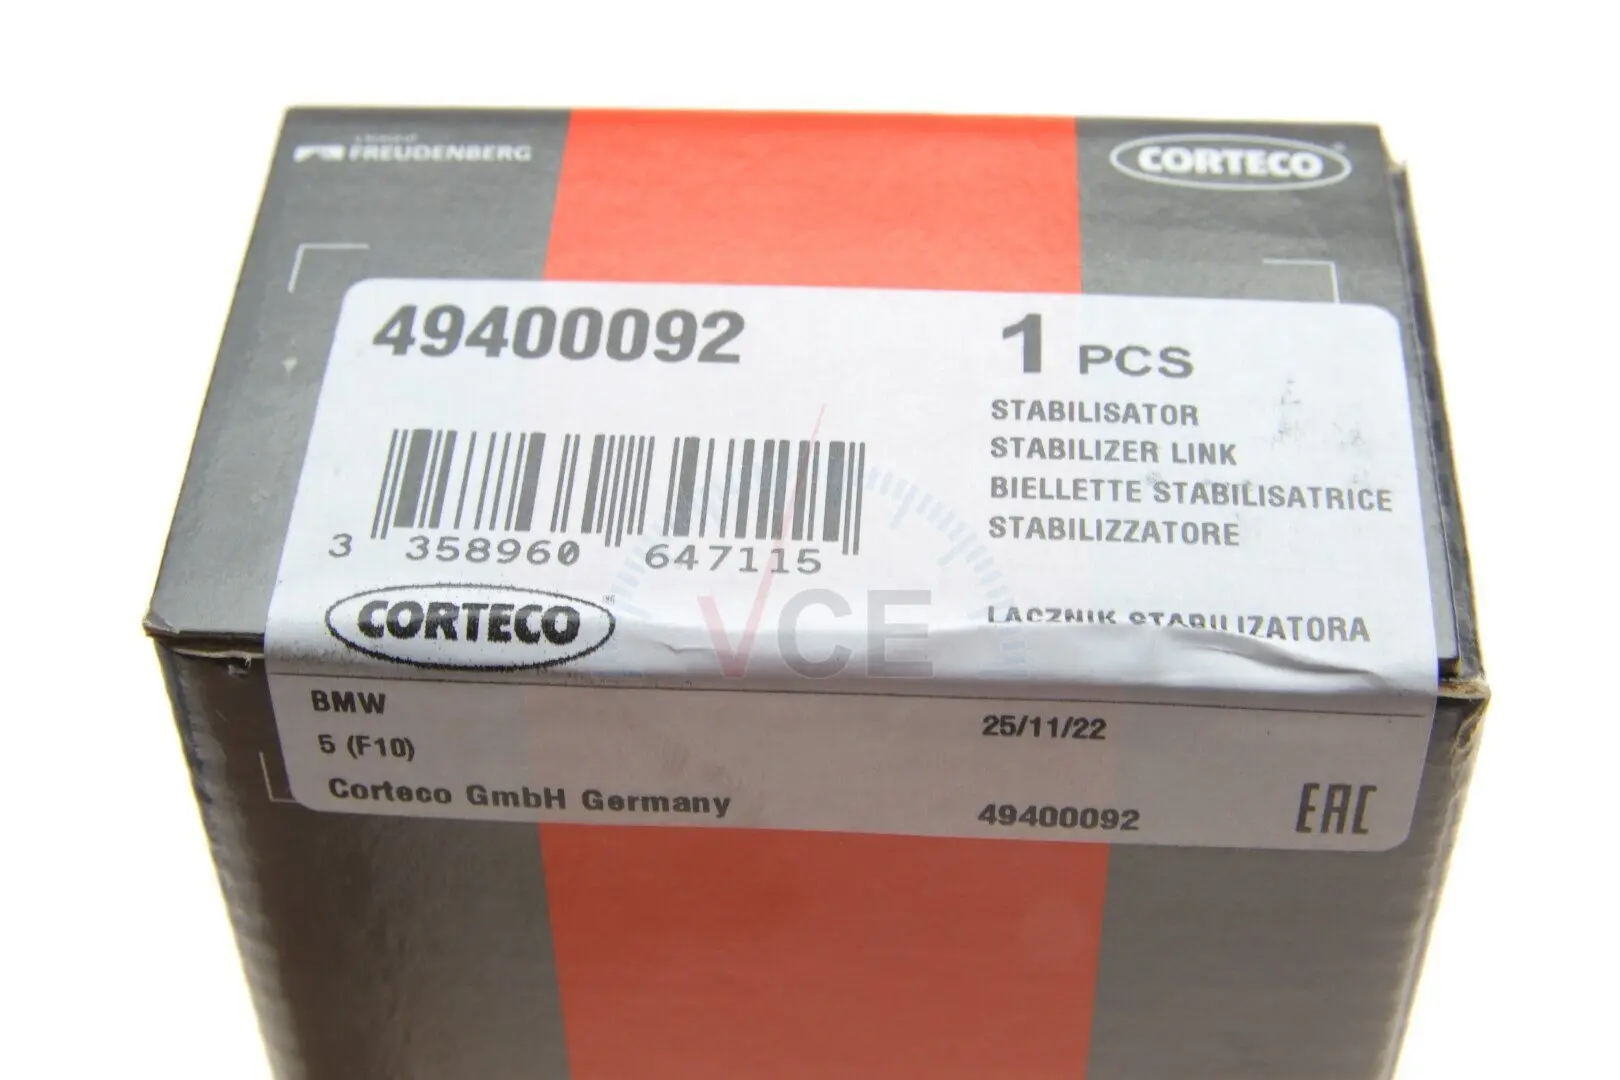 FREUDENBERG
CORTECO
49400092
1 PCS
STABILISATOR
STABILIZER LINK
BIELLETTE STABILISATRICE
STABILIZZATORE
3 358960 647115
VCE
CORTECO
LACZNIK STABILIZATORA
BMW
25/11/22
5 (F10)
Corteco GmbH Germany
49400092
EAC